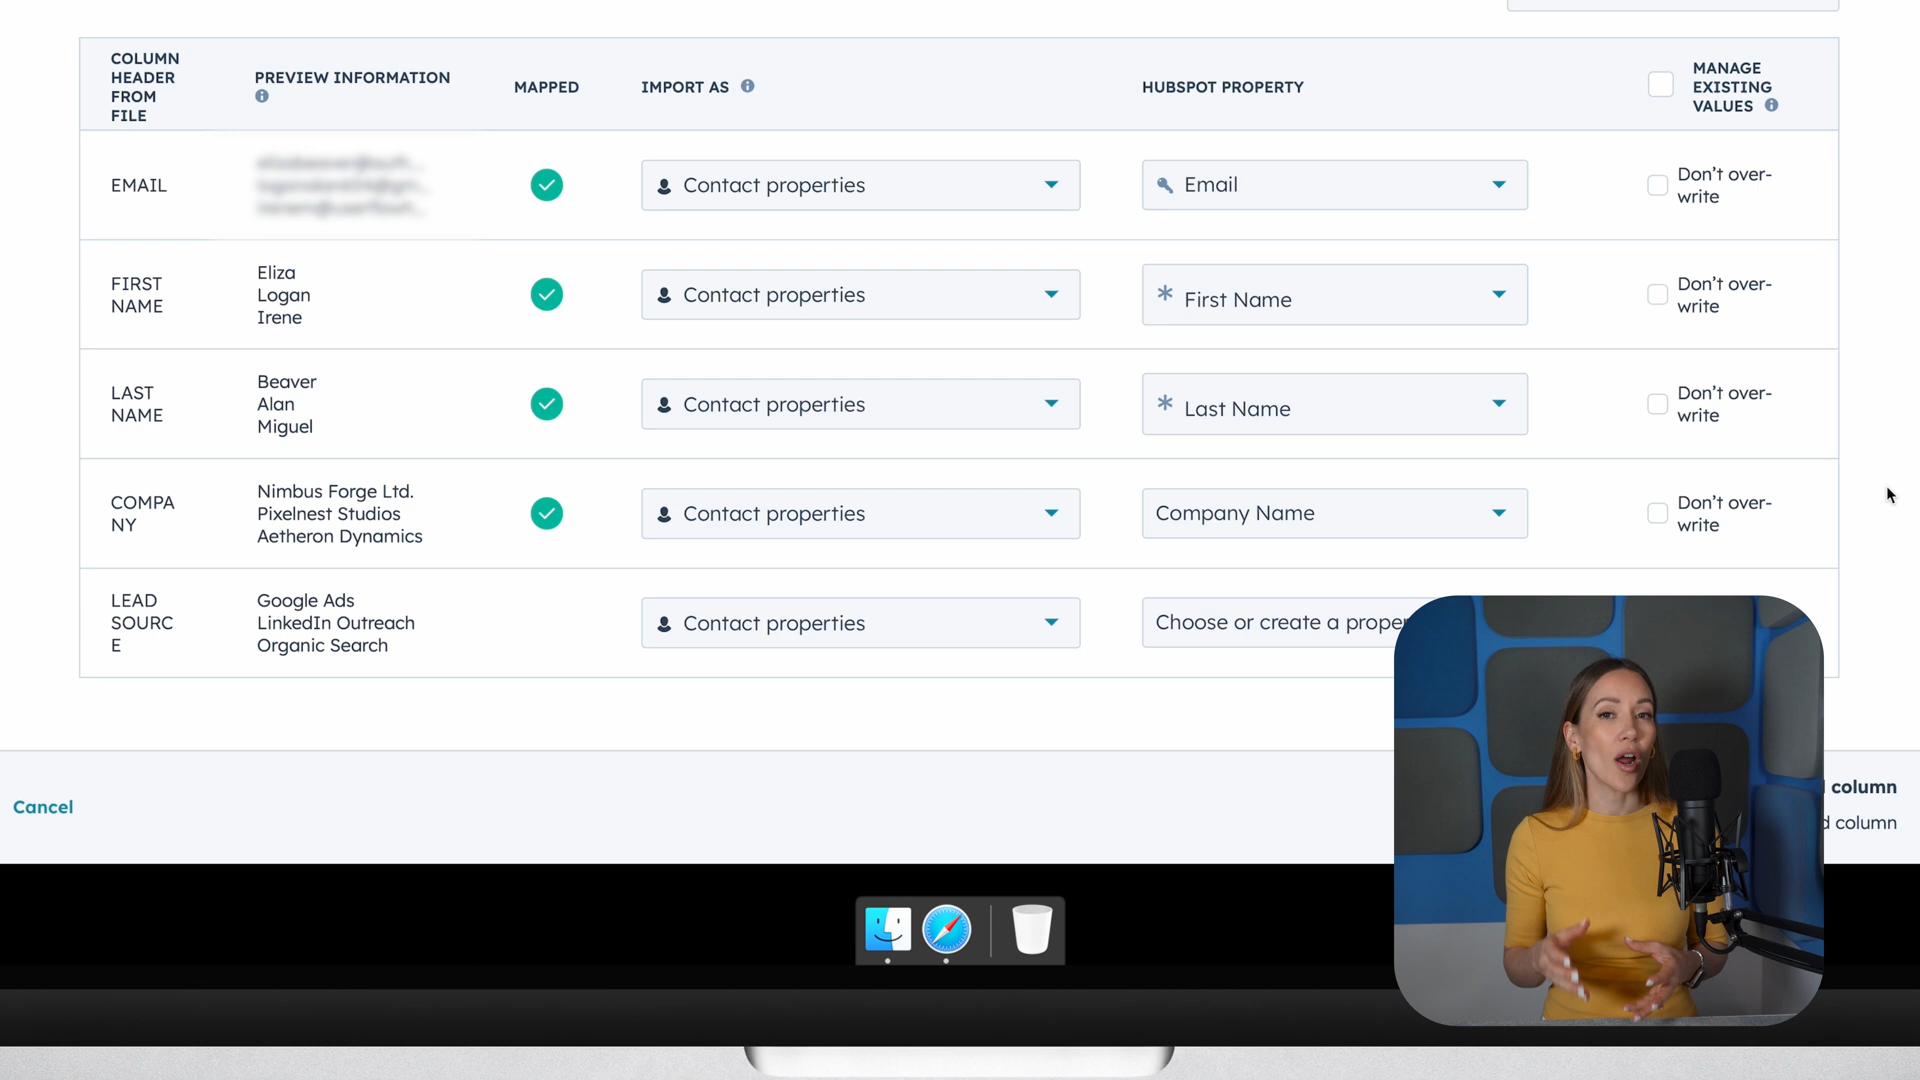 COLUMN
HEADER
FROM
FILE
PREVIEW INFORMATION
MAPPED
IMPORT AS
HUBSPOT PROPERTY
MANAGE
EXISTING
VALUES
EMAIL
Contact properties
Email
Don't over-
write
FIRST
NAME
Eliza
Logan
Irene
Contact properties
First Name
Don't over-
write
LAST
NAME
Beaver
Alan
Miguel
Contact properties
Last Name
Don't over-
write
COMPA
NY
Nimbus Forge Ltd.
Pixelnest Studios
Aetheron Dynamics
Contact properties
Company Name
Don't over-
write
LEAD
SOURC
E
Google Ads
LinkedIn Outreach
Organic Search
Contact properties
Choose or create a proper
Cancel
column
column